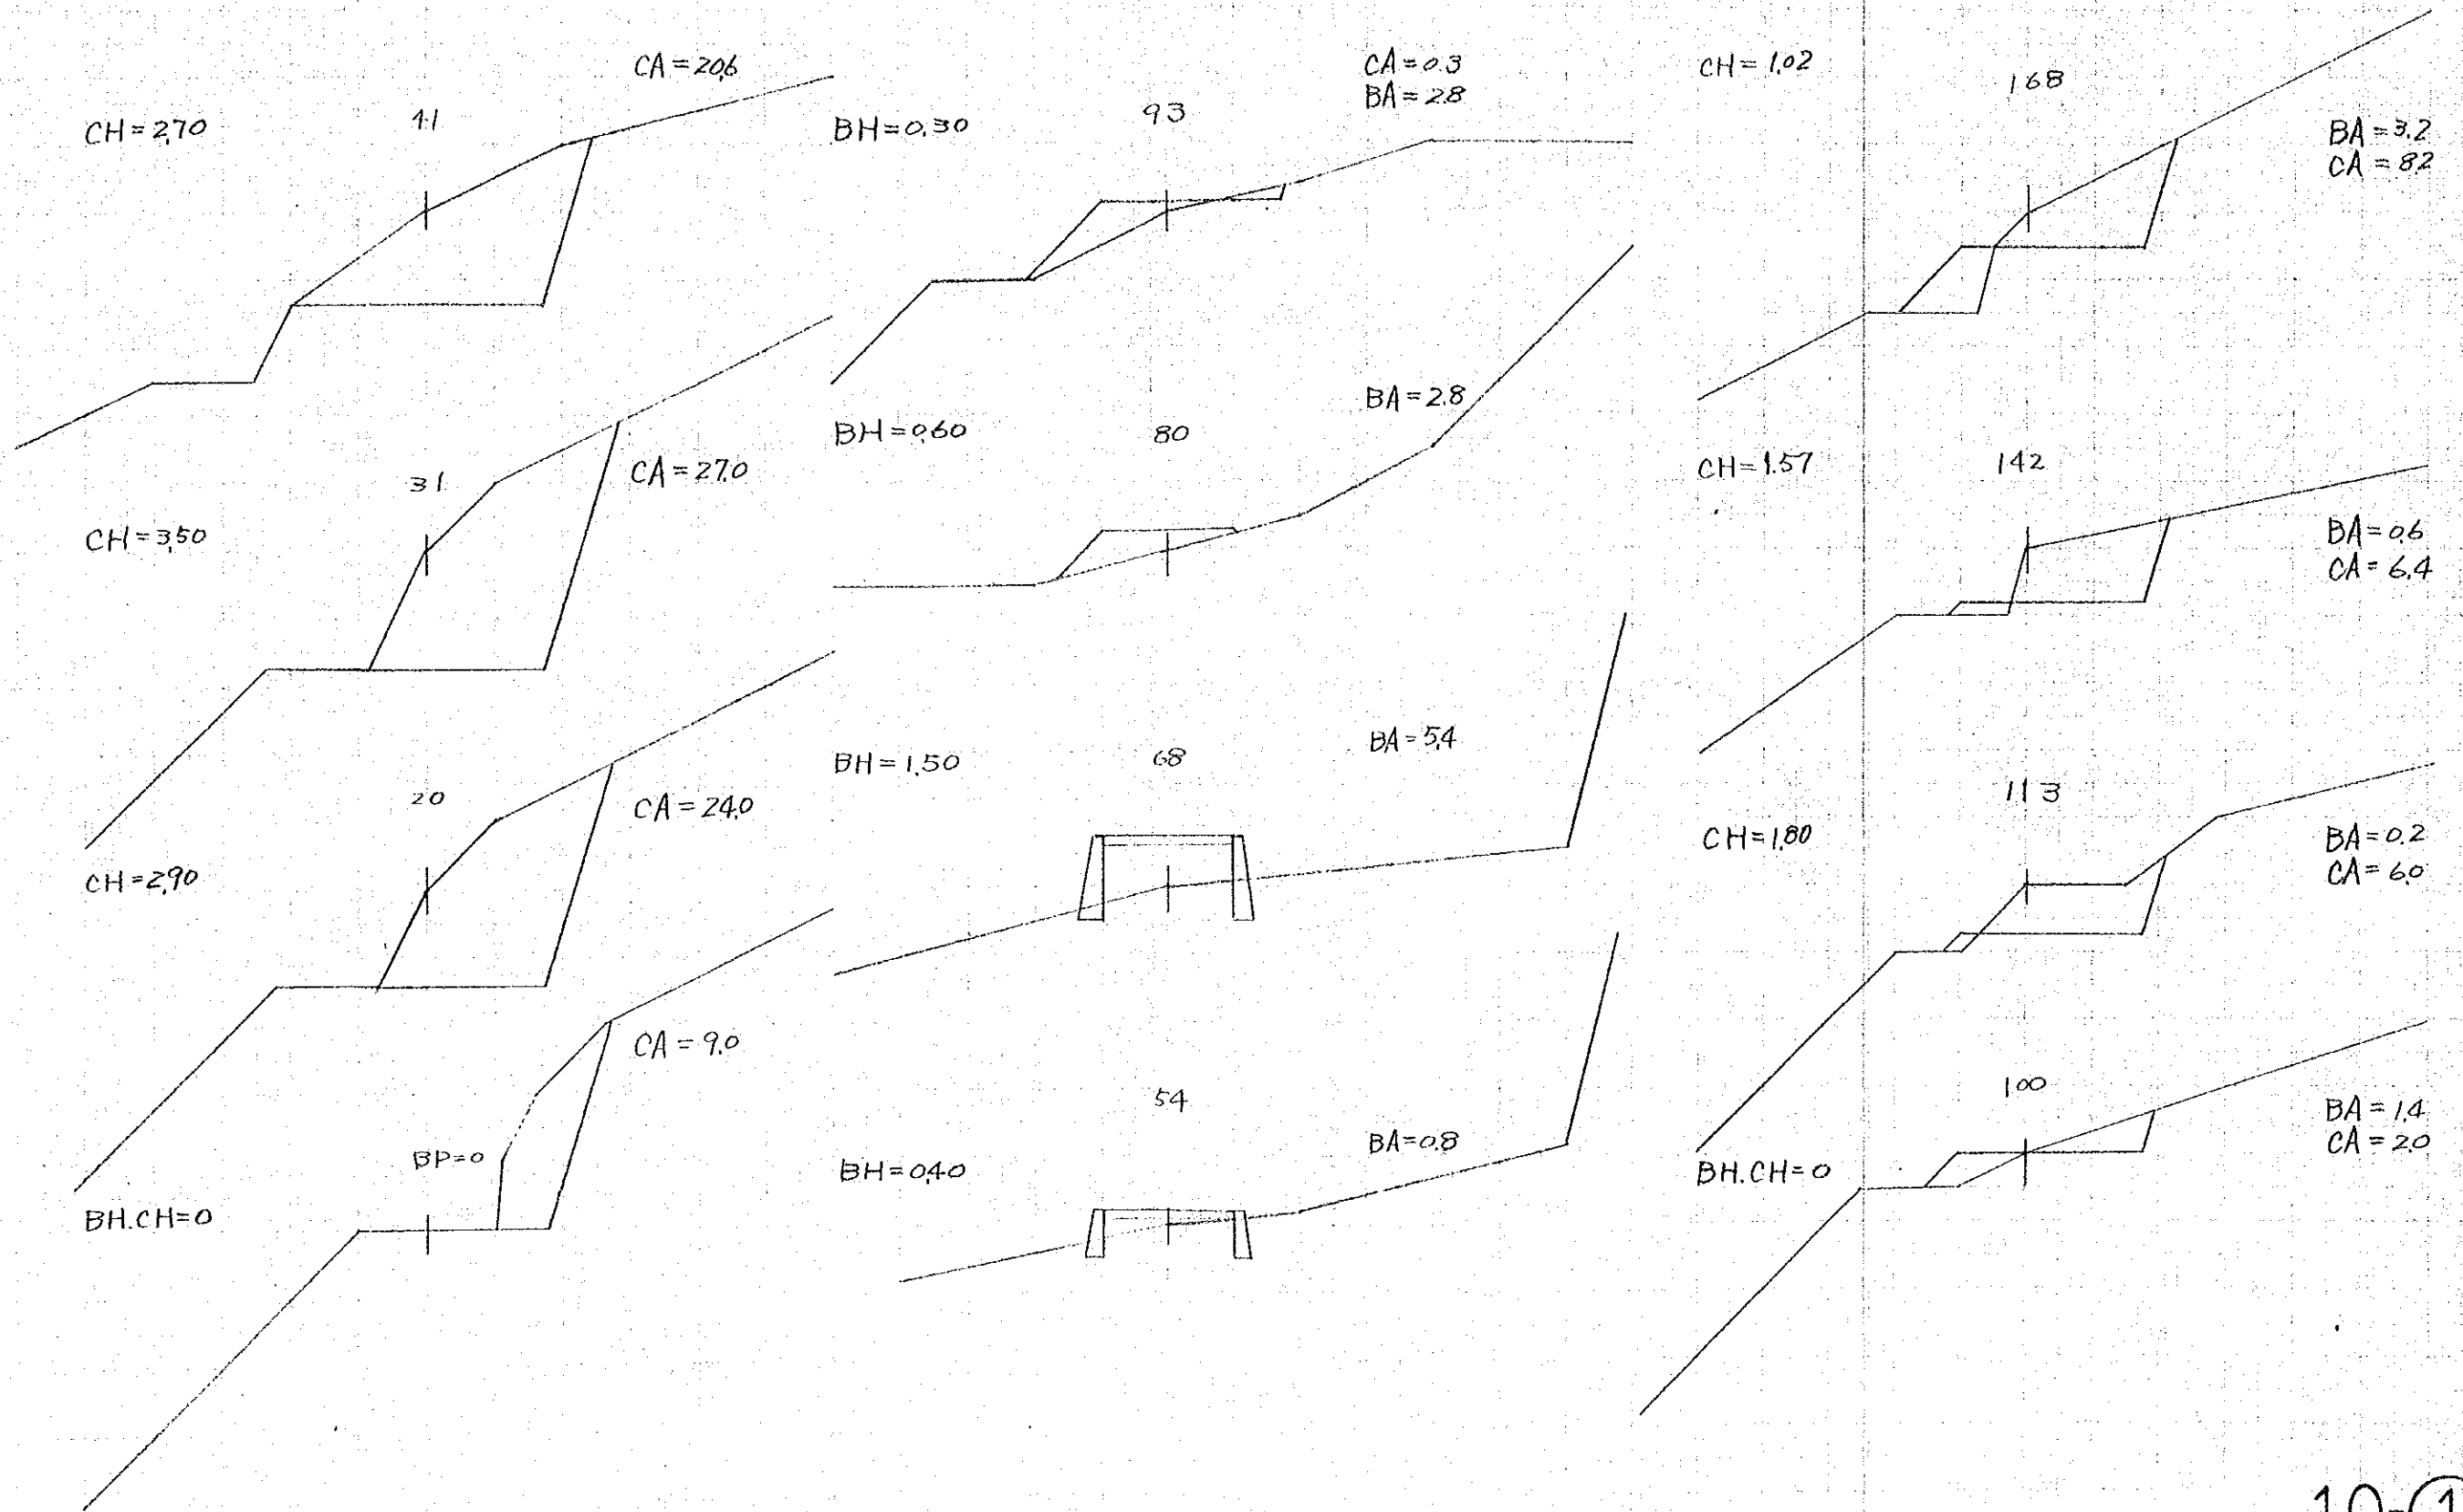 CA=20.6
CH=2.70
41
31
CA=27.0
CH=3.50
20
CA=24.0
CH=2.90
CA=9.0
BP=0
BH.CH=0
CA=0.3
BA=2.8
93
BH=0.30
BA=2.8
BH=0.60
80
BA=5.4
BH=1.50
68
54
BA=0.8
BH=0.40
CH=1.02
168
BA=3.2
CA=8.2
CH=1.57
142
BA=0.6
CA=6.4
113
CH=1.80
BA=0.2
CA=6.0
100
BA=1.4
CA=2.0
BH.CH=0
10-①